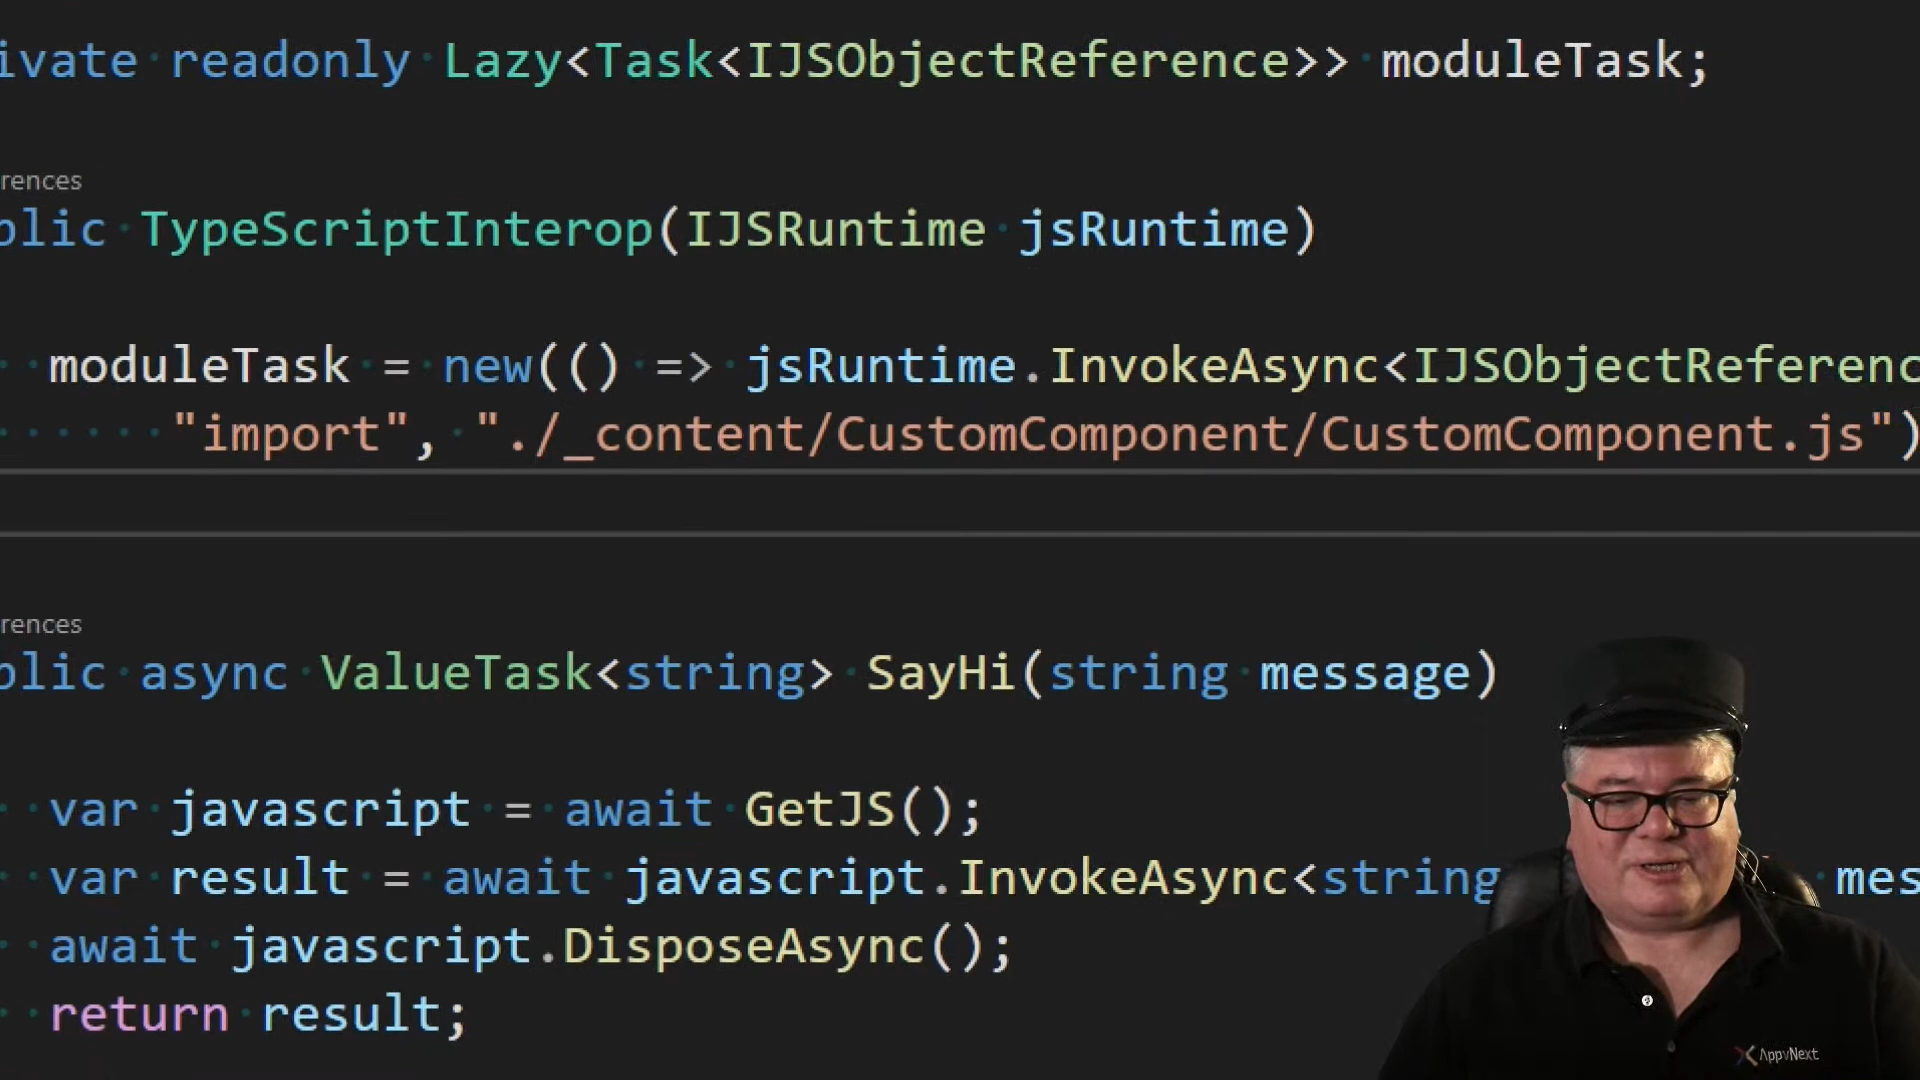 ivate readonly Lazy<Task<IJSObjectReference>> moduleTask;
rences
blic TypeScriptInterop(IJSRuntime jsRuntime)
moduleTask = new(() => jsRuntime.InvokeAsync<IJSObjectReferenc
"import", "./_content/CustomComponent/CustomComponent.js")
rences
blic async ValueTask<string> SayHi(string message)
var javascript = await GetJS();
var result = await javascript.InvokeAsync<string mes
await javascript.DisposeAsync();
return result;
AppvNext